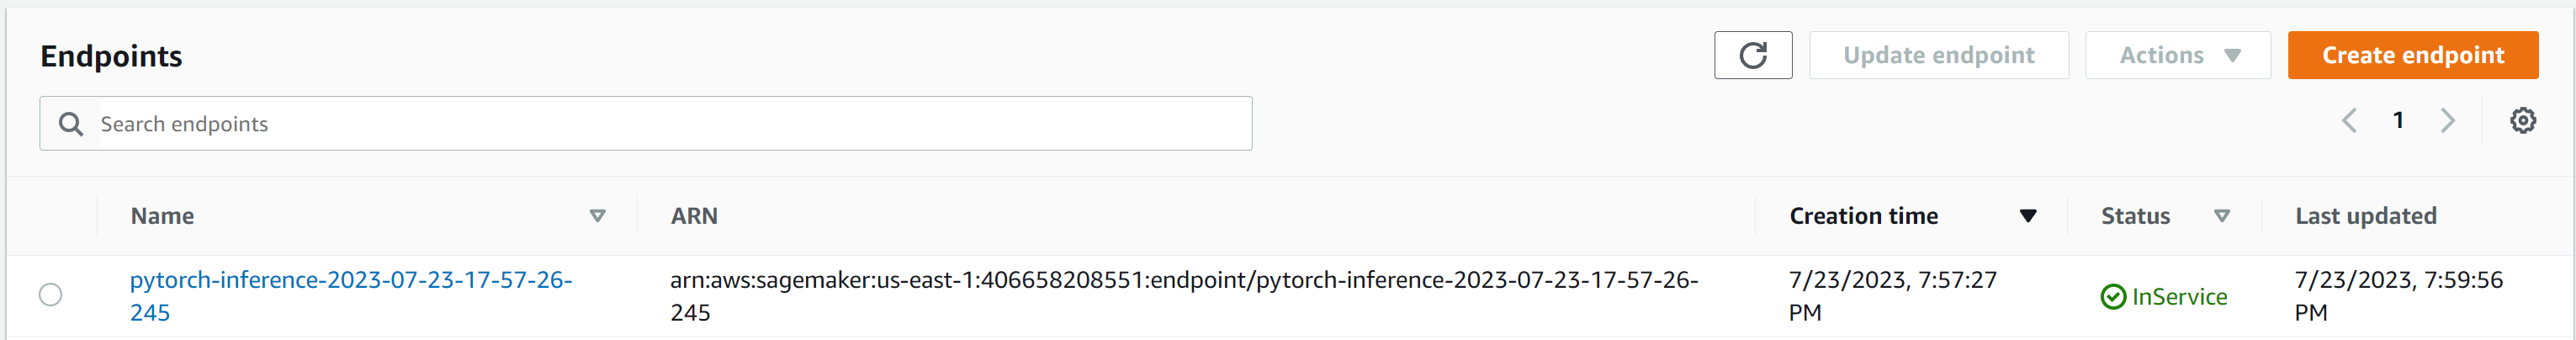 Endpoints
Update endpoint
Actions
Create endpoint
Search endpoints
1
Name
ARN
Creation time
Status
Last updated
pytorch-inference-2023-07-23-17-57-26-
245
arn:aws:sagemaker:us-east-1:406658208551:endpoint/pytorch-inference-2023-07-23-17-57-26-
245
7/23/2023, 7:57:27
PM
InService
7/23/2023, 7:59:56
PM